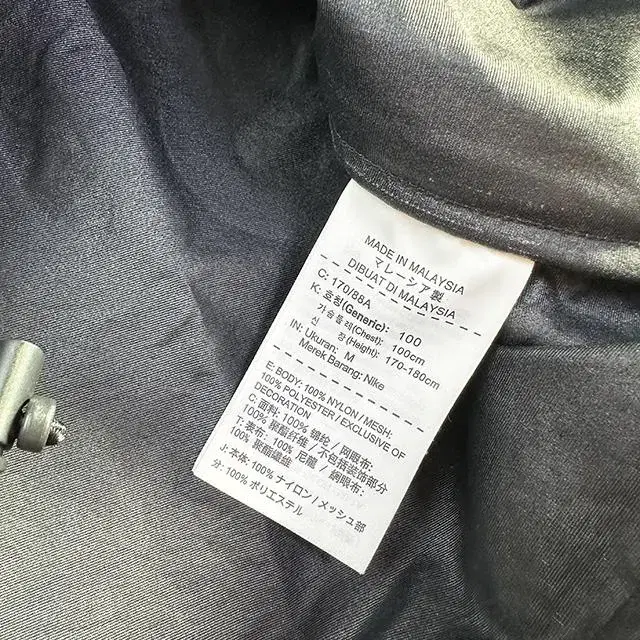 MADE IN MALAYSIA
マレーシア製
DIBUAT DI MALAYSIA
C: 170/88A
K: 호칭(Generic): 100
가슴둘레(Chest): 100cm
신 장(Height): 170-180cm
IN: Ukuran: M
Merek Barang: Nike
E: BODY: 100% NYLON / MESH:
100% POLYESTER / EXCLUSIVE OF
DECORATION
C: 面料: 100% 锦纶 / 网眼布:
100% 聚酯纤维 / 不包括装饰部分
T: 表布: 100% 尼龍 / 網眼布:
100% 聚酯纖維
J: 本体: 100% ナイロン / メッシュ部
分: 100% ポリエステル